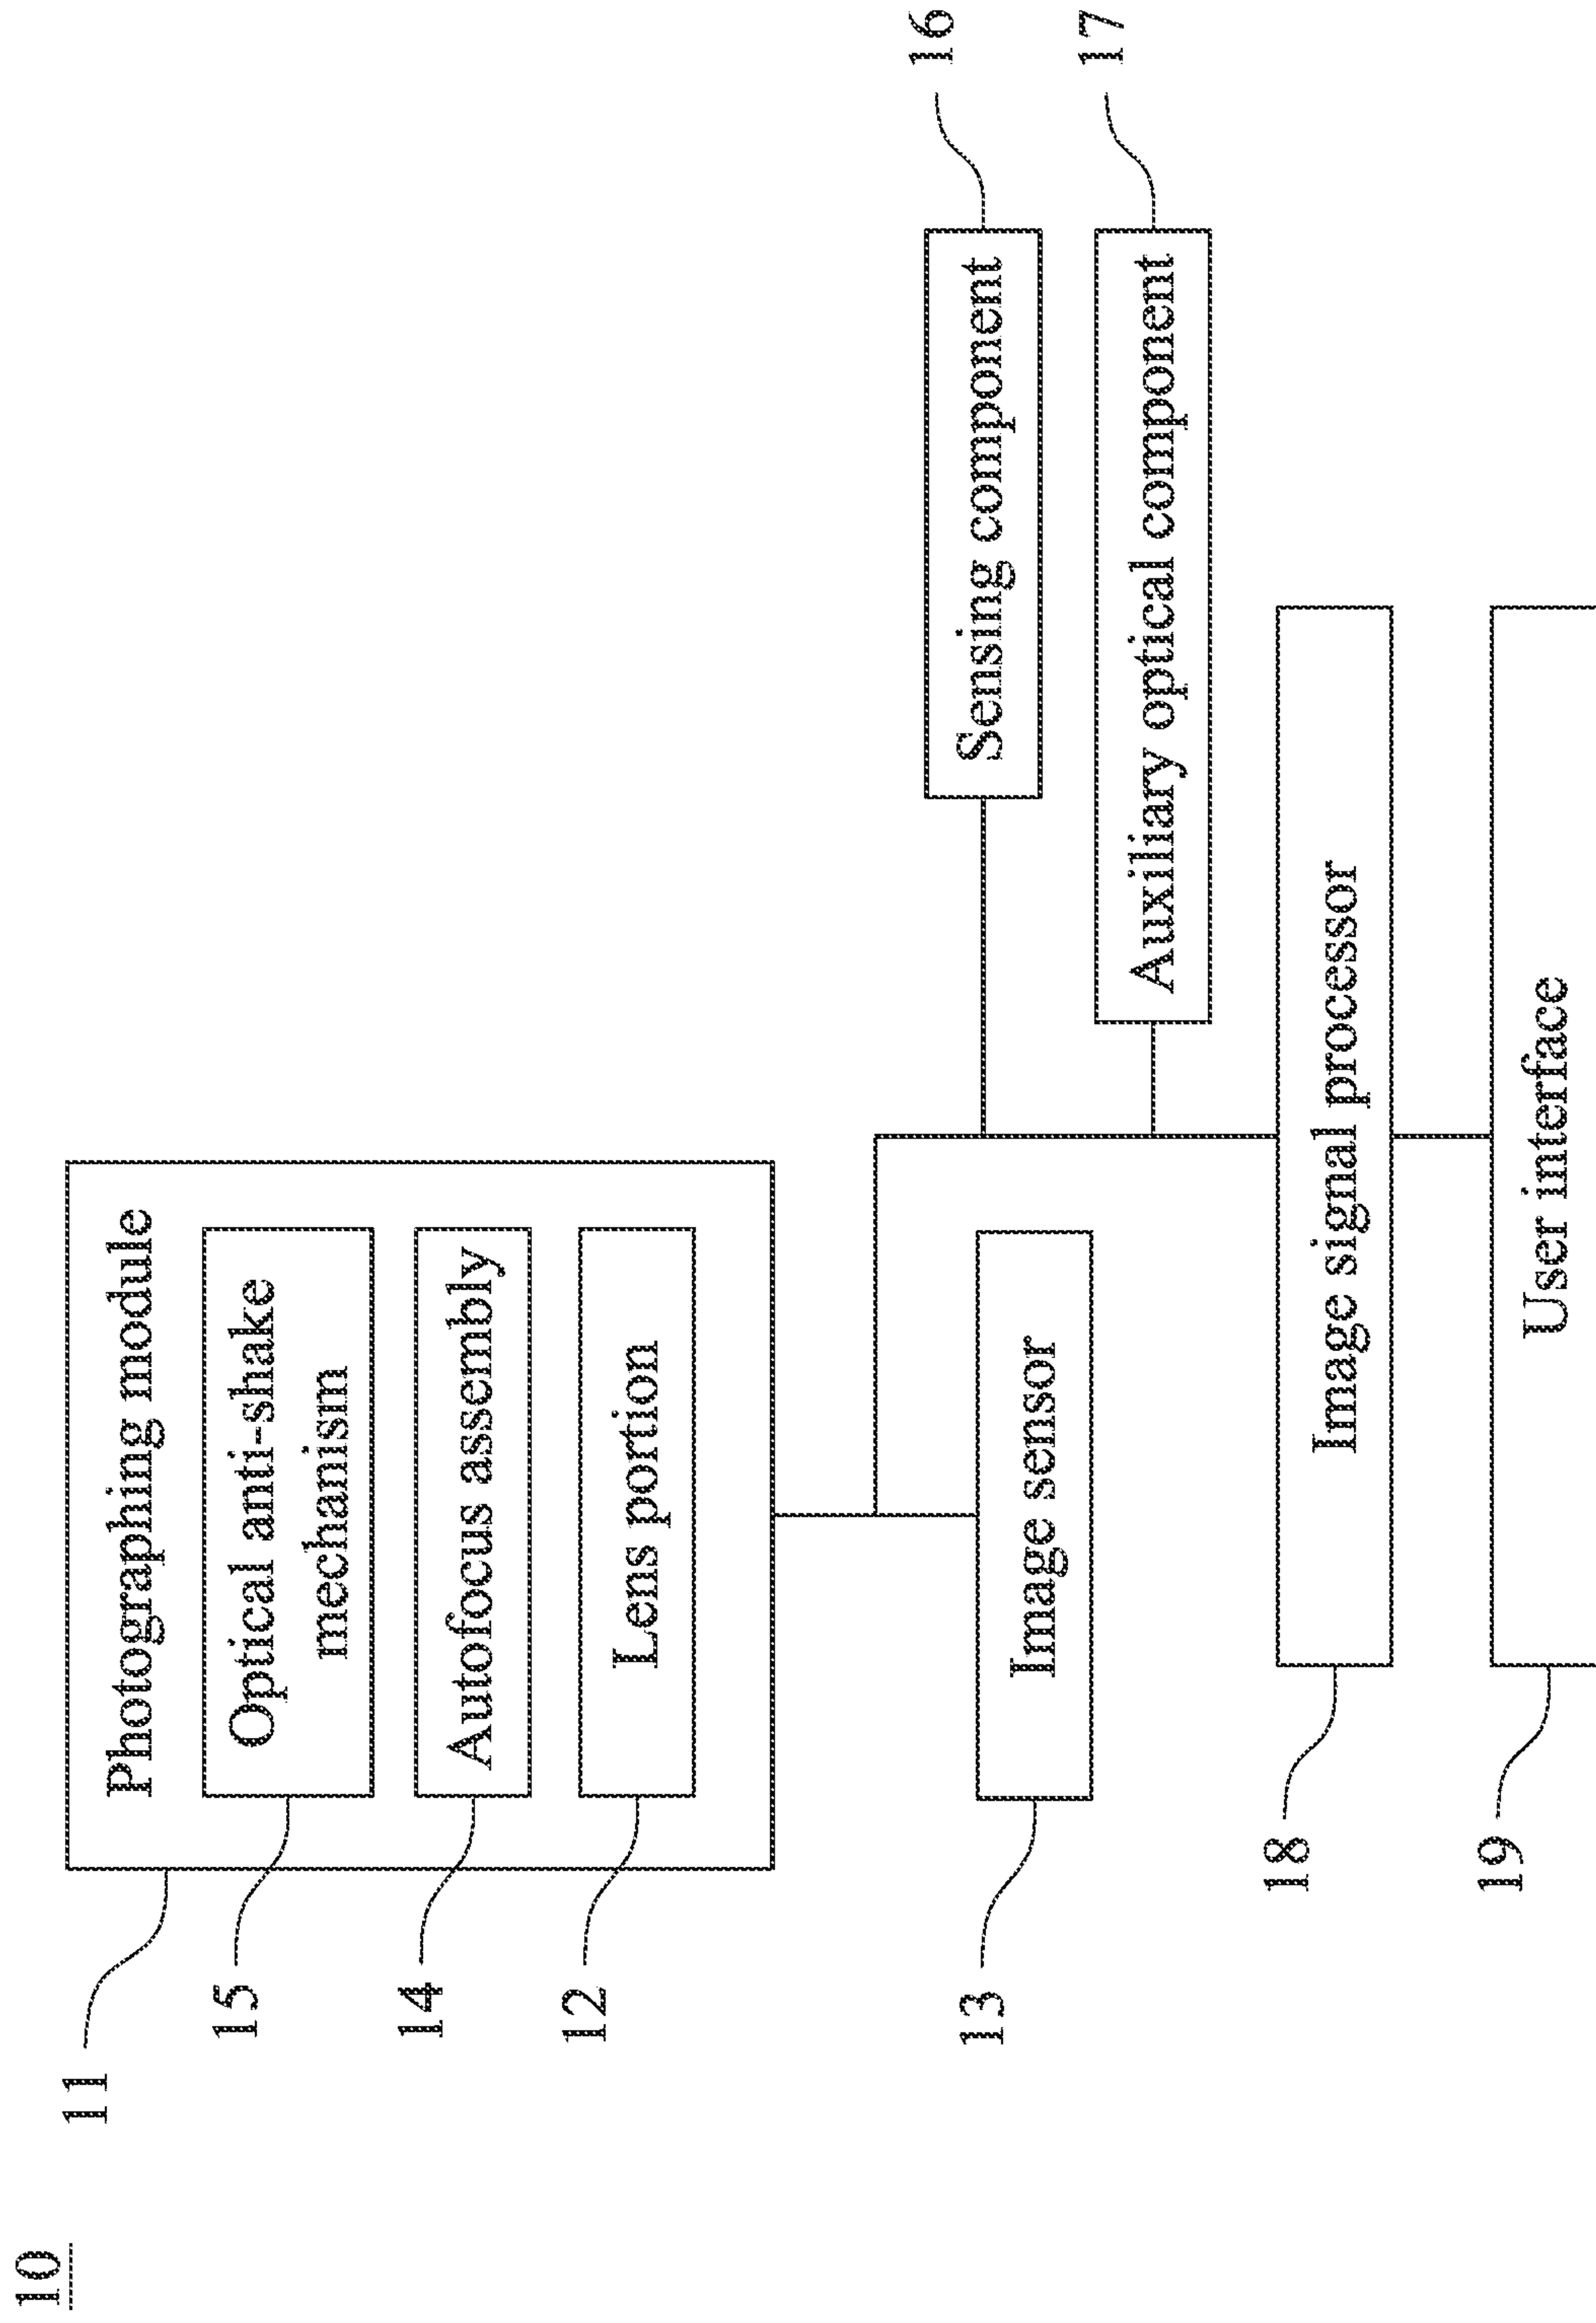 10
11
Photographing module
15
Optical anti-shake
mechanism
14
Autofocus assembly
12
Lens portion
13
Image sensor
16
Sensing component
17
Auxiliary optical component
18
Image signal processor
19
User interface